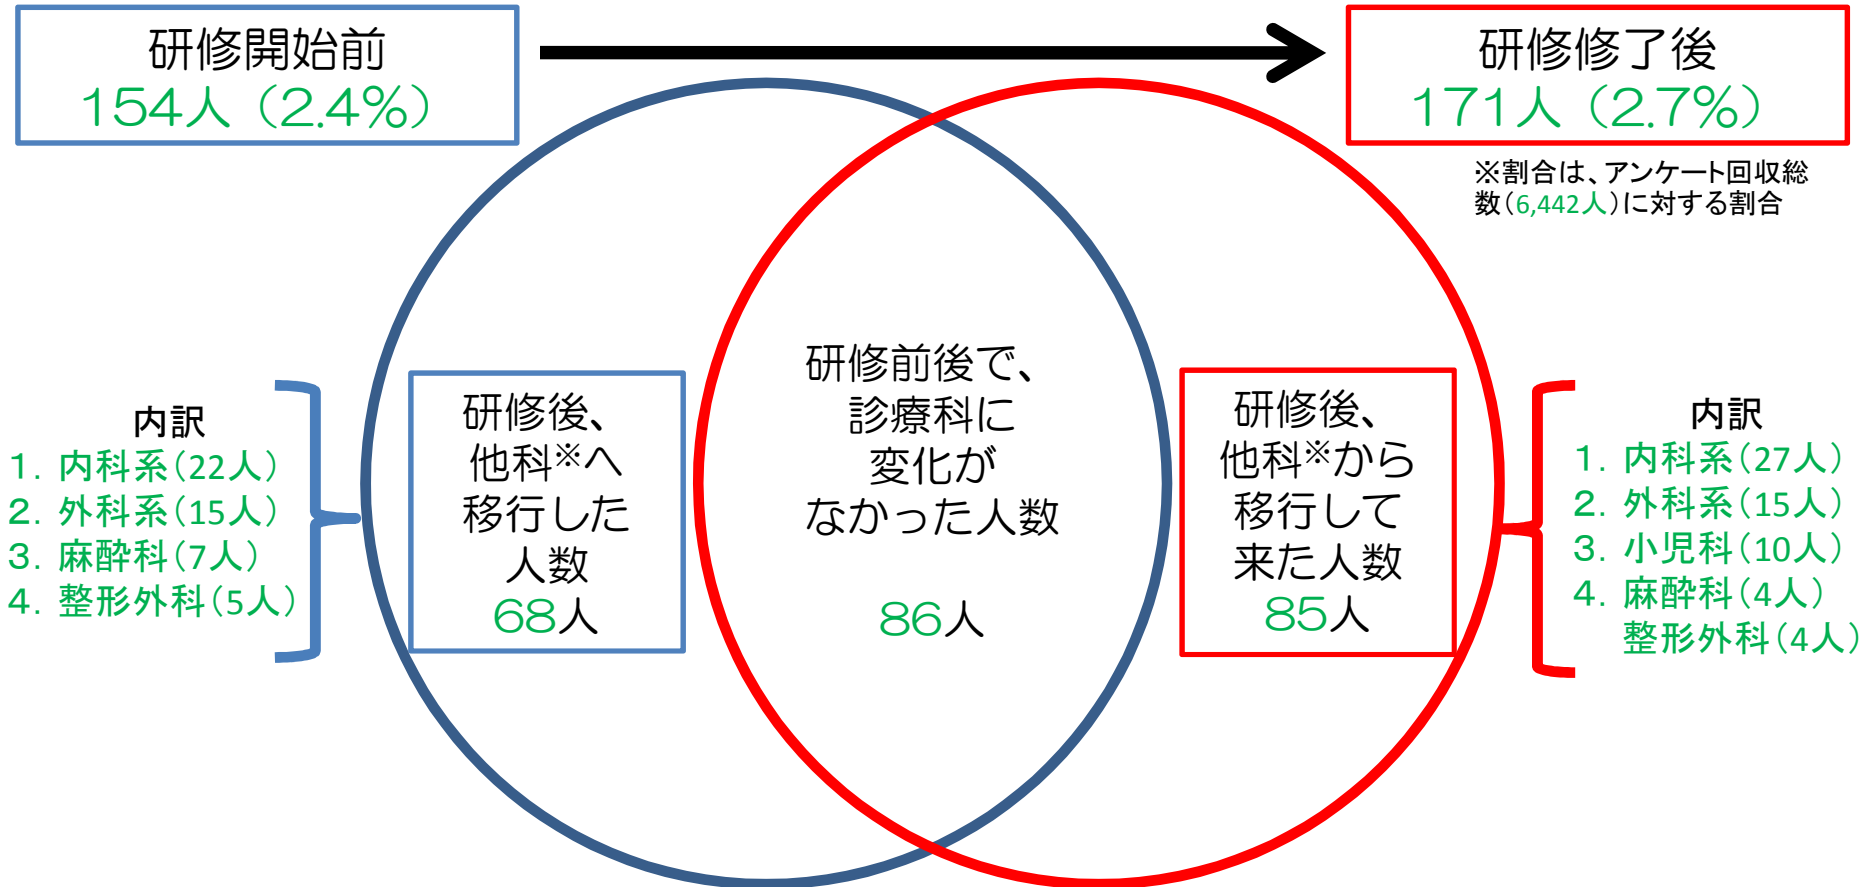 研修開始前
154人（2.4%）
研修修了後
171人（2.7%）
※割合は、アンケート回収総
数（6,442人）に対する割合
内訳
1. 内科系（22人）
2. 外科系（15人）
3. 麻酔科（7人）
4. 整形外科（5人）
研修後、
他科※へ
移行した
人数
68人
研修前後で、
診療科に
変化が
なかった人数
86人
研修後、
他科※から
移行して
来た人数
85人
内訳
1. 内科系（27人）
2. 外科系（15人）
3. 小児科（10人）
4. 麻酔科（4人）
整形外科（4人）